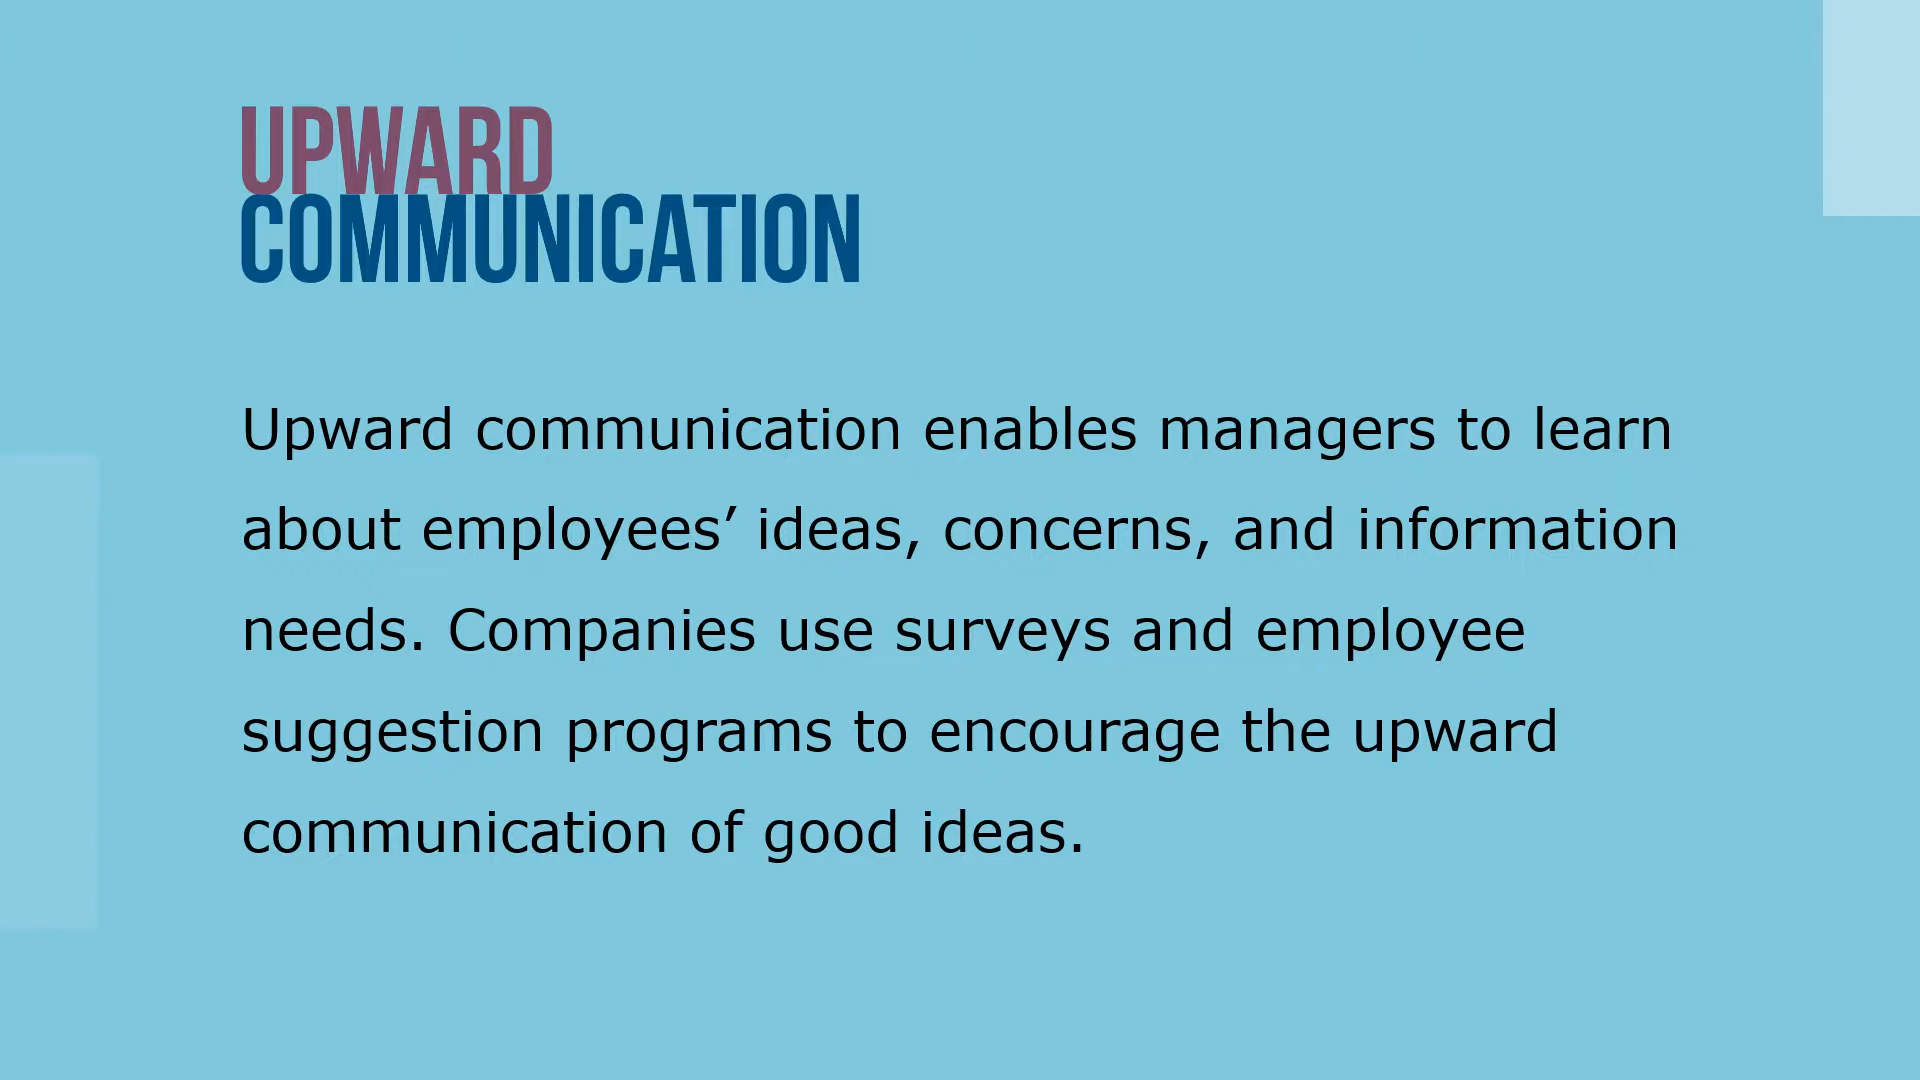 UPWARD
COMMUNICATION
Upward communication enables managers to learn
about employees’ ideas, concerns, and information
needs. Companies use surveys and employee
suggestion programs to encourage the upward
communication of good ideas.